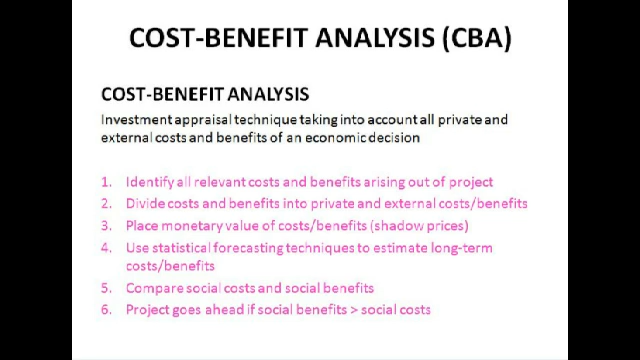 COST-BENEFIT ANALYSIS (CBA)
COST-BENEFIT ANALYSIS
Investment appraisal technique taking into account all private and
external costs and benefits of an economic decision
1. Identify all relevant costs and benefits arising out of project
2. Divide costs and benefits into private and external costs/benefits
3. Place monetary value of costs/benefits (shadow prices)
4. Use statistical forecasting techniques to estimate long-term
costs/benefits
5. Compare social costs and social benefits
6. Project goes ahead if social benefits > social costs